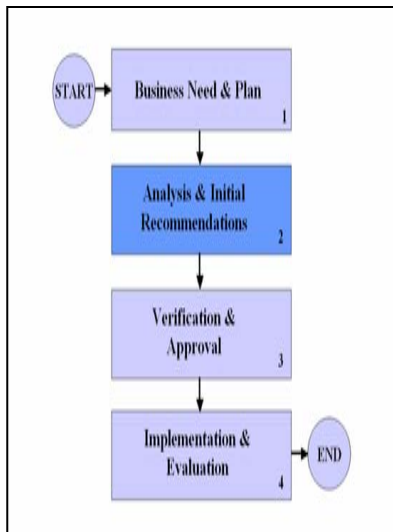 START
Business Need & Plan
1
Analysis & Initial
Recommendations
2
Verification &
Approval
3
Implementation &
Evaluation
4
END